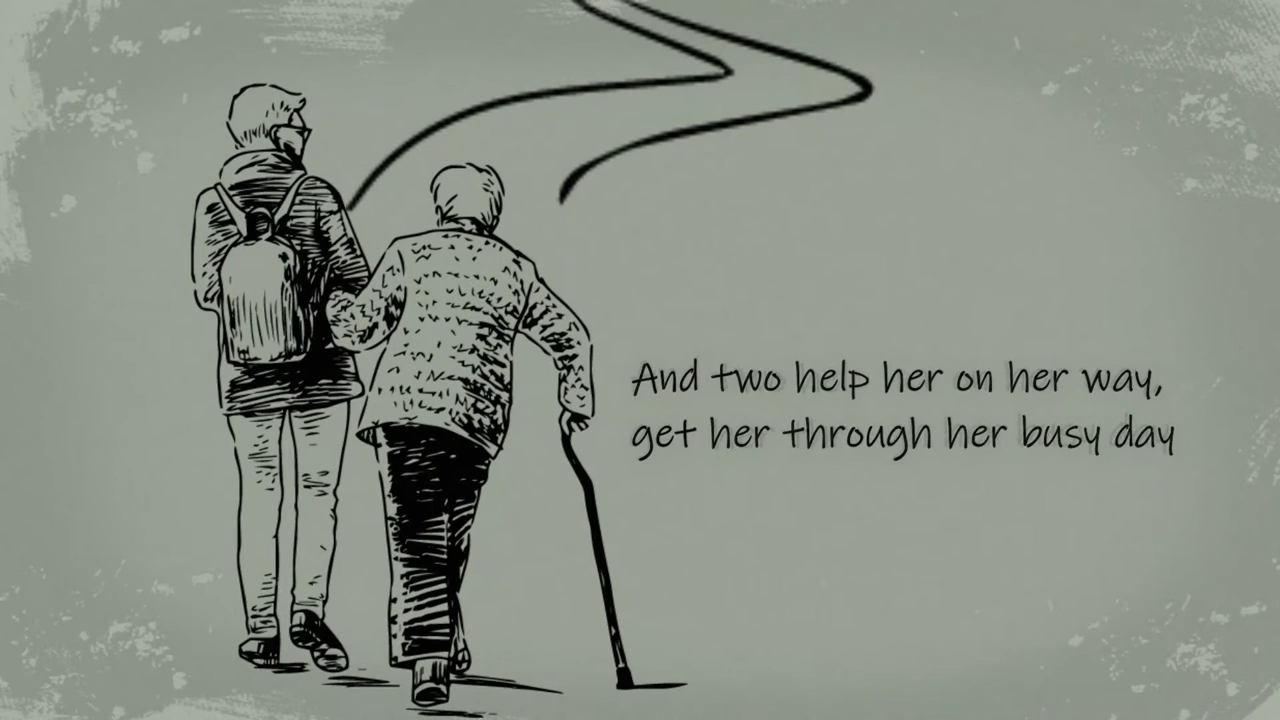 And two help her on her way,
get her through her busy day